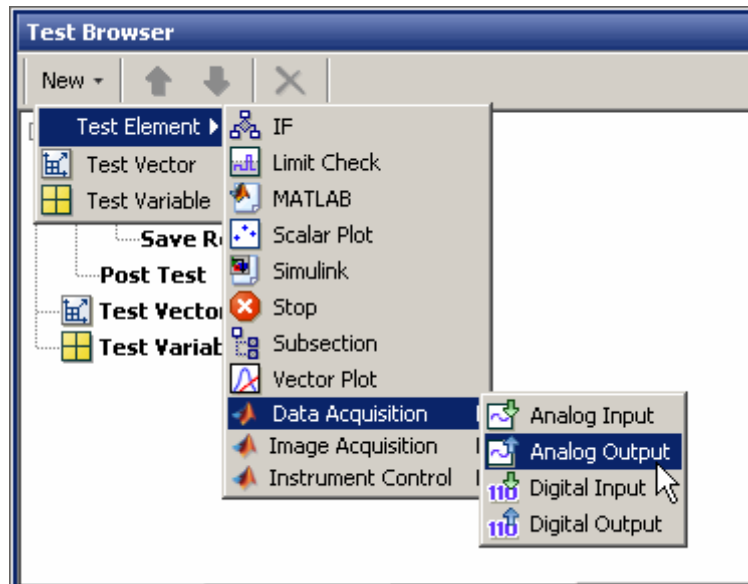 Test Browser
New
Test Element
Test Vector
Test Variable
IF
Limit Check
MATLAB
Scalar Plot
Simulink
Stop
Subsection
Vector Plot
Data Acquisition
Image Acquisition
Instrument Control
Analog Input
Analog Output
Digital Input
Digital Output
Save R
Post Test
Test Vecto
Test Variab